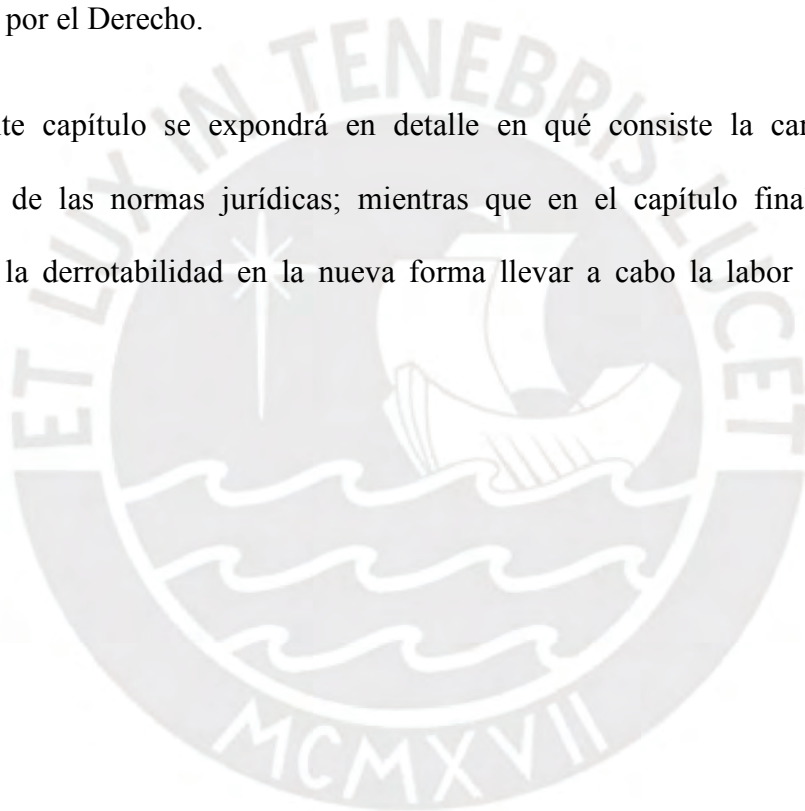 por el Derecho.
te capítulo se expondrá en detalle en qué consiste la car
de las normas jurídicas; mientras que en el capítulo fina
la derrotabilidad en la nueva forma llevar a cabo la labor
ET LUX IN TENEBRIS LUCET
MCMXVII